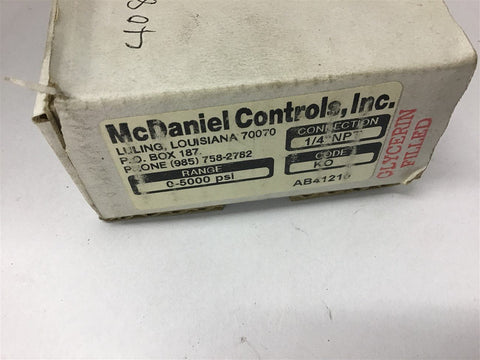 408
McDaniel Controls, Inc.
LULING, LOUISIANA 70070
P.O. BOX 187
PHONE (985) 758-2782
RANGE
0-5000 psi
CONNECTION
1/4" NPT
CODE
KO
AB41216
GLYCERIN
FILLED